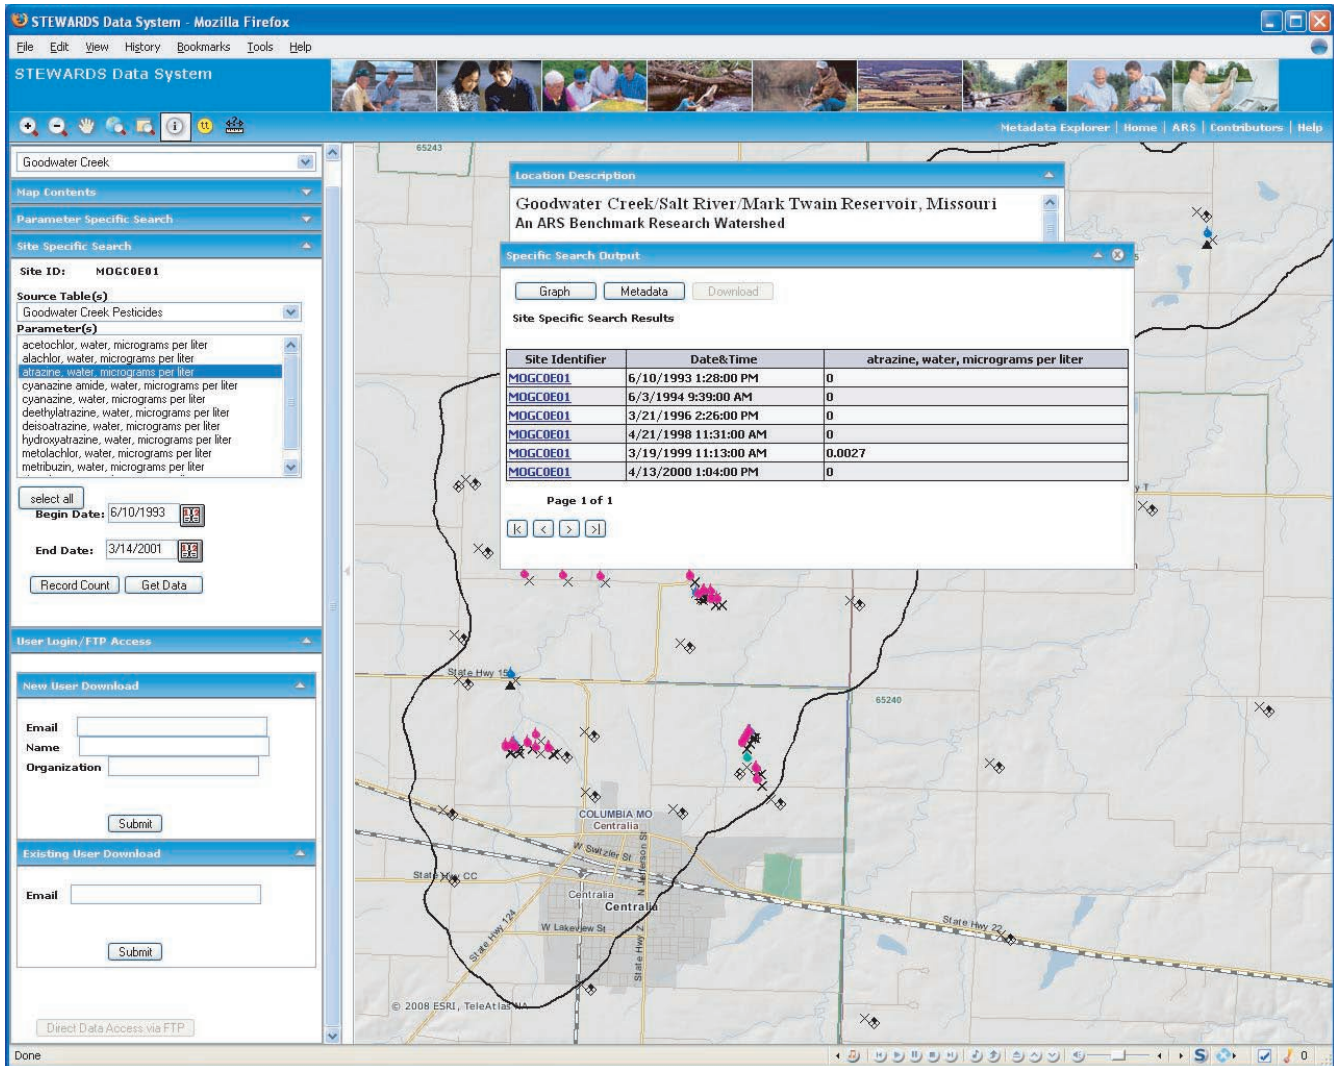 STEWARDS Data System - Mozilla Firefox
File Edit View History Bookmarks Tools Help
STEWARDS Data System
Metadata Explorer | Home | ARS | Contributors | Help
Goodwater Creek
Map Contents
Parameter Specific Search
Site Specific Search
Site ID: MOGC0E01
Source Table(s)
Goodwater Creek Pesticides
Parameter(s)
acetochlor, water, micrograms per liter
alachlor, water, micrograms per liter
atrazine, water, micrograms per liter
cyanazine amide, water, micrograms per liter
cyanazine, water, micrograms per liter
deethylatrazine, water, micrograms per liter
deisoatrazine, water, micrograms per liter
hydroxyatrazine, water, micrograms per liter
metolachlor, water, micrograms per liter
metribuzin, water, micrograms per liter
select all
Begin Date: 6/10/1993
End Date: 3/14/2001
Record Count Get Data
User Login/FTP Access
New User Download
Email
Name
Organization
Submit
Existing User Download
Email
Submit
Direct Data Access via FTP
65243
Location Description
Goodwater Creek/Salt River/Mark Twain Reservoir, Missouri
An ARS Benchmark Research Watershed
Specific Search Output
Graph Metadata Download
Site Specific Search Results
Site Identifier Date&Time atrazine, water, micrograms per liter
MOGC0E01 6/10/1993 1:28:00 PM 0
MOGC0E01 6/3/1994 9:39:00 AM 0
MOGC0E01 3/21/1996 2:26:00 PM 0
MOGC0E01 4/21/1998 11:31:00 AM 0
MOGC0E01 3/19/1999 11:13:00 AM 0.0027
MOGC0E01 4/13/2000 1:04:00 PM 0
Page 1 of 1
State Hwy 15
65240
COLUMBIA MO
Centralia
W Switzler St
N Jefferson St
State Hwy CC
Centralia
Centralia
State Hwy 124
W Lakeview St
State Hwy Z
State Hwy 22
© 2008 ESRI, TeleAtlas NA
Done
0